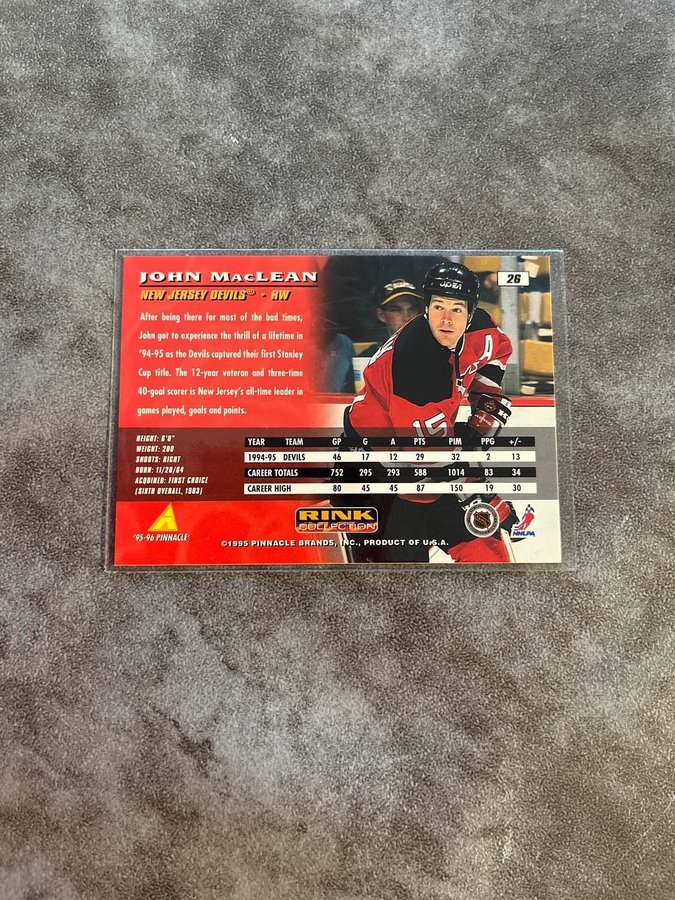 JOHN MACLEAN
26
NEW JERSEY DEVILS® · RW
After being there for most of the bad times,
John got to experience the thrill of a lifetime in
'94-95 as the Devils captured their first Stanley
Cup title. The 12-year veteran and three-time
40-goal scorer is New Jersey's all-time leader in
games played, goals and points.
A
15
HEIGHT: 6'0"
WEIGHT: 200
SHOOTS: RIGHT
BORN: 11/20/64
ACQUIRED: FIRST CHOICE
(SIXTH OVERALL, 1983)
YEAR TEAM GP G A PTS PIM PPG +/-
1994-95 DEVILS 46 17 12 29 32 2 13
CAREER TOTALS 752 295 293 588 1014 83 34
CAREER HIGH 80 45 45 87 150 19 30
'95-96 PINNACLE®
RINK
COLLECTION
NHL
NHLPA
©1995 PINNACLE BRANDS, INC., PRODUCT OF U.S.A.